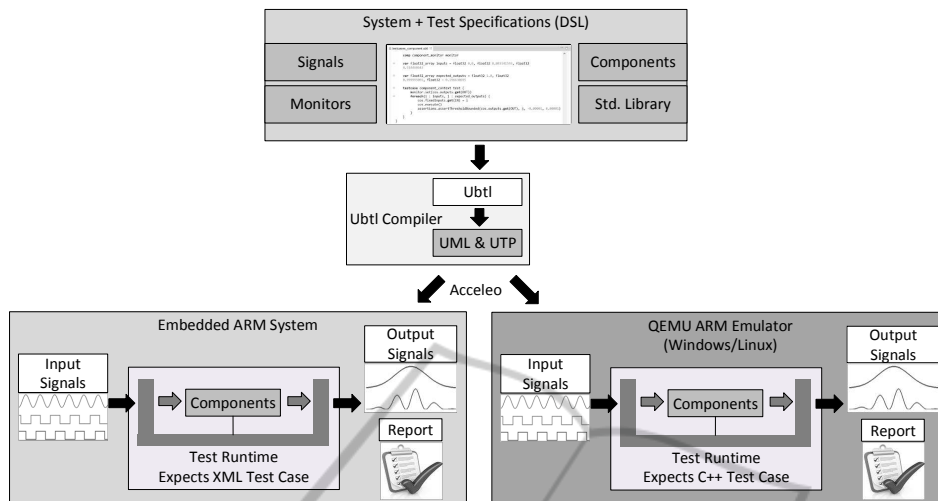 System + Test Specifications (DSL)
Signals
Monitors
Components
Std. Library
Ubtl Compiler
Ubtl
UML & UTP
Acceleo
Embedded ARM System
Input
Signals
Components
Test Runtime
Expects XML Test Case
Output
Signals
Report
QEMU ARM Emulator
(Windows/Linux)
Input
Signals
Components
Test Runtime
Expects C++ Test Case
Output
Signals
Report